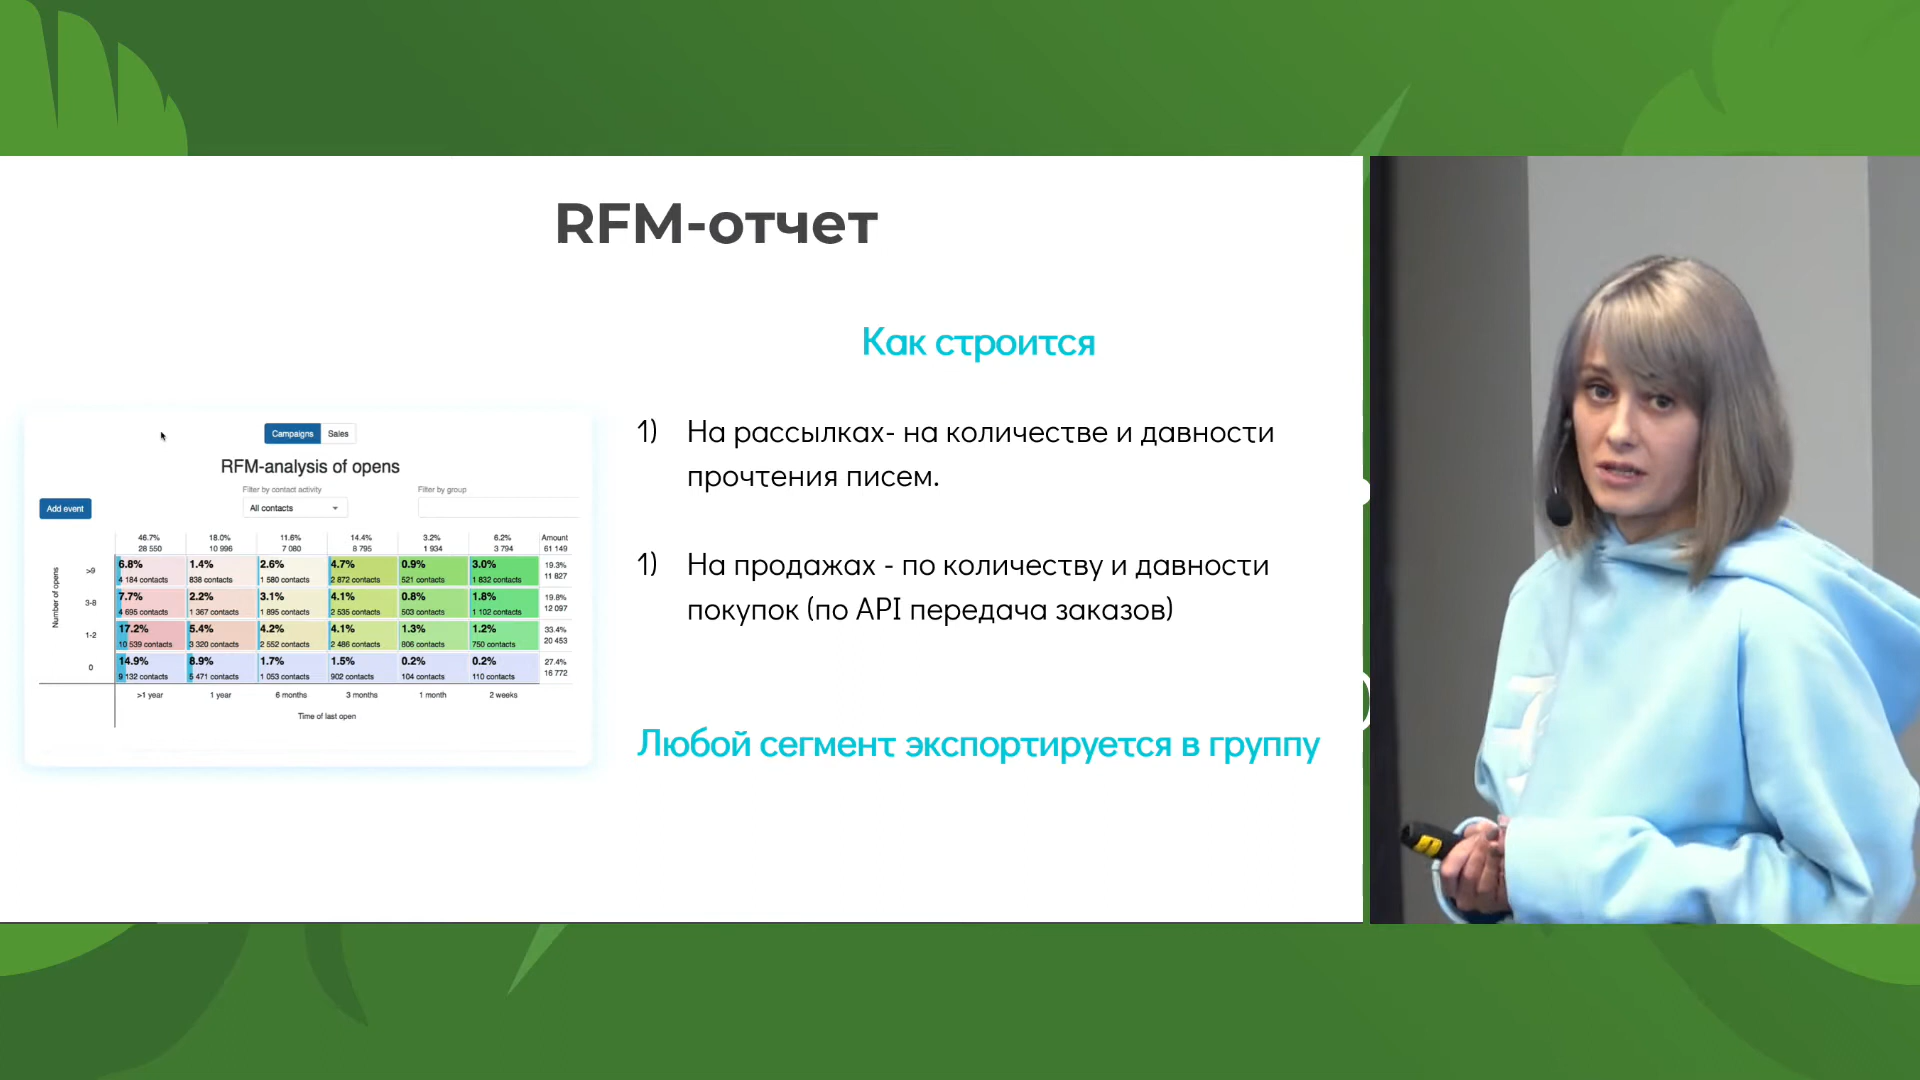 RFM-отчет
Как строится
1) На рассылках- на количестве и давности
прочтения писем.
1) На продажах - по количеству и давности
покупок (по API передача заказов)
Любой сегмент экспортируется в группу
Campaigns Sales
RFM-analysis of opens
Filter by contact activity Filter by group
Add event All contacts
46.7% 18.0% 11.6% 14.4% 3.2% 6.2% Amount
28 550 10 996 7 080 8 795 1 934 3 794 61 149
>9 6.8% 1.4% 2.6% 4.7% 0.9% 3.0% 19.3%
4 184 contacts 838 contacts 1 580 contacts 2 872 contacts 521 contacts 1 832 contacts 11 827
3-8 7.7% 2.2% 3.1% 4.1% 0.8% 1.8% 19.8%
4 695 contacts 1 367 contacts 1 895 contacts 2 535 contacts 503 contacts 1 102 contacts 12 097
1-2 17.2% 5.4% 4.2% 4.1% 1.3% 1.2% 33.4%
10 539 contacts 3 320 contacts 2 552 contacts 2 486 contacts 806 contacts 750 contacts 20 453
0 14.9% 8.9% 1.7% 1.5% 0.2% 0.2% 27.4%
9 132 contacts 5 471 contacts 1 053 contacts 902 contacts 104 contacts 110 contacts 16 772
Number of opens
>1 year 1 year 6 months 3 months 1 month 2 weeks
Time of last open